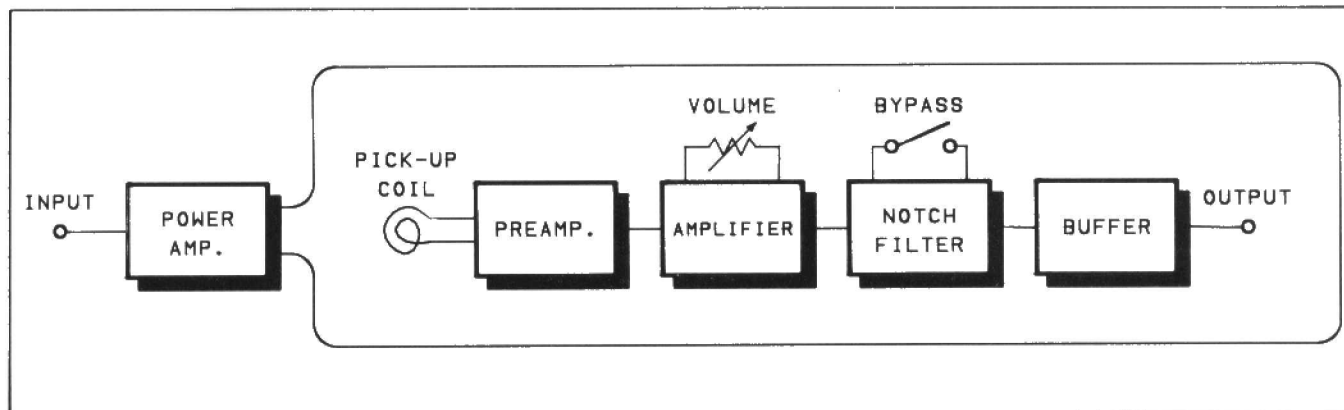 INPUT
POWER
AMP.
PICK-UP
COIL
PREAMP.
VOLUME
AMPLIFIER
BYPASS
NOTCH
FILTER
BUFFER
OUTPUT